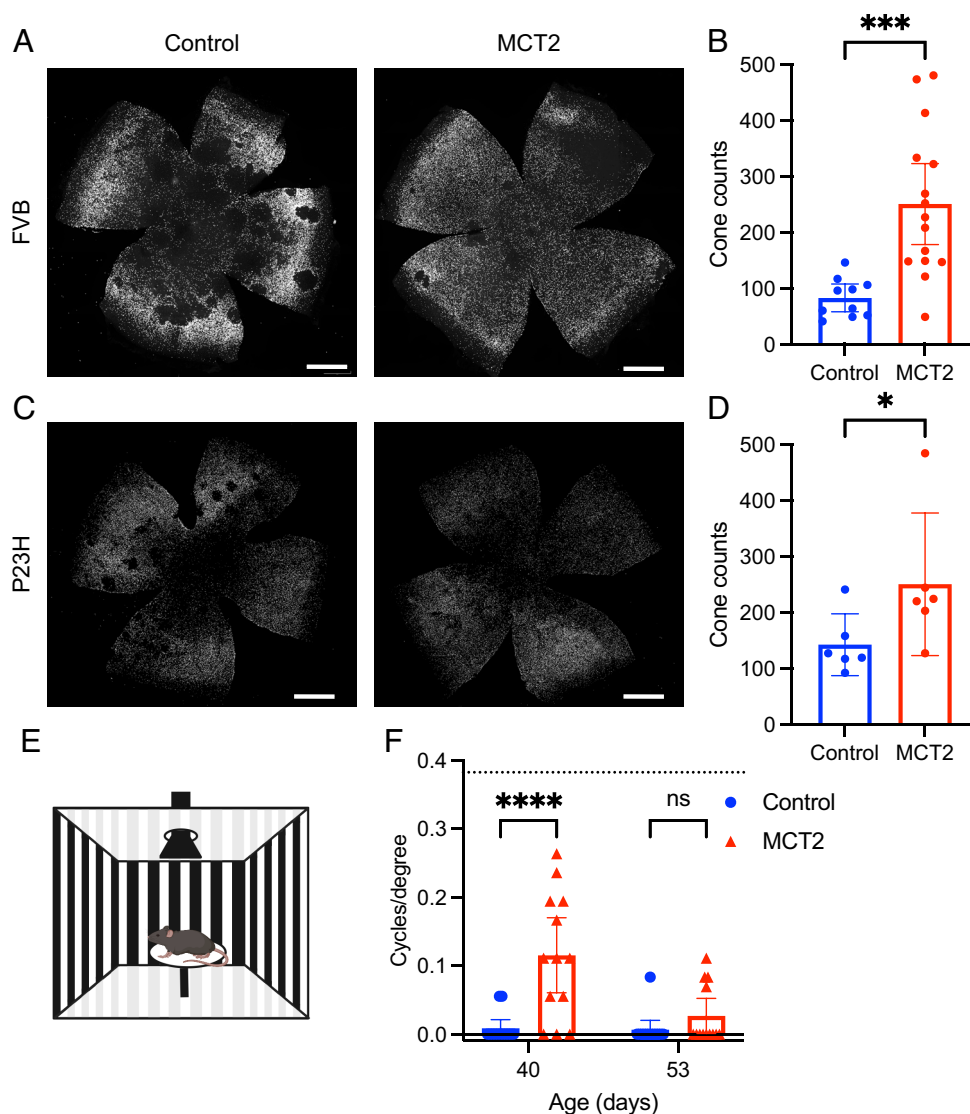 A
Control
MCT2
FVB
B
***
Cone counts
500
400
300
200
100
0
Control
MCT2
C
P23H
D
*
Cone counts
500
400
300
200
100
0
Control
MCT2
E
F
Cycles/degree
0.4
0.3
0.2
0.1
0.0
****
ns
Control
MCT2
40
53
Age (days)